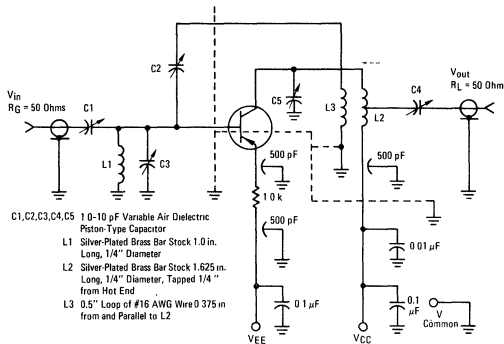 Vin
RG = 50 Ohms
C1
C2
C3
L1
C5
L3
L2
C4
Vout
RL = 50 Ohm
500 pF
500 pF
1 0 k
500 pF
0 01 µF
0 1 µF
0.1
µF
V
Common
VEE
VCC
C1,C2,C3,C4,C5 1 0-10 pF Variable Air Dielectric
Piston-Type Capacitor
L1 Silver-Plated Brass Bar Stock 1.0 in.
Long, 1/4" Diameter
L2 Silver-Plated Brass Bar Stock 1.625 in.
Long, 1/4" Diameter, Tapped 1/4"
from Hot End
L3 0.5" Loop of #16 AWG Wire 0 375 in
from and Parallel to L2